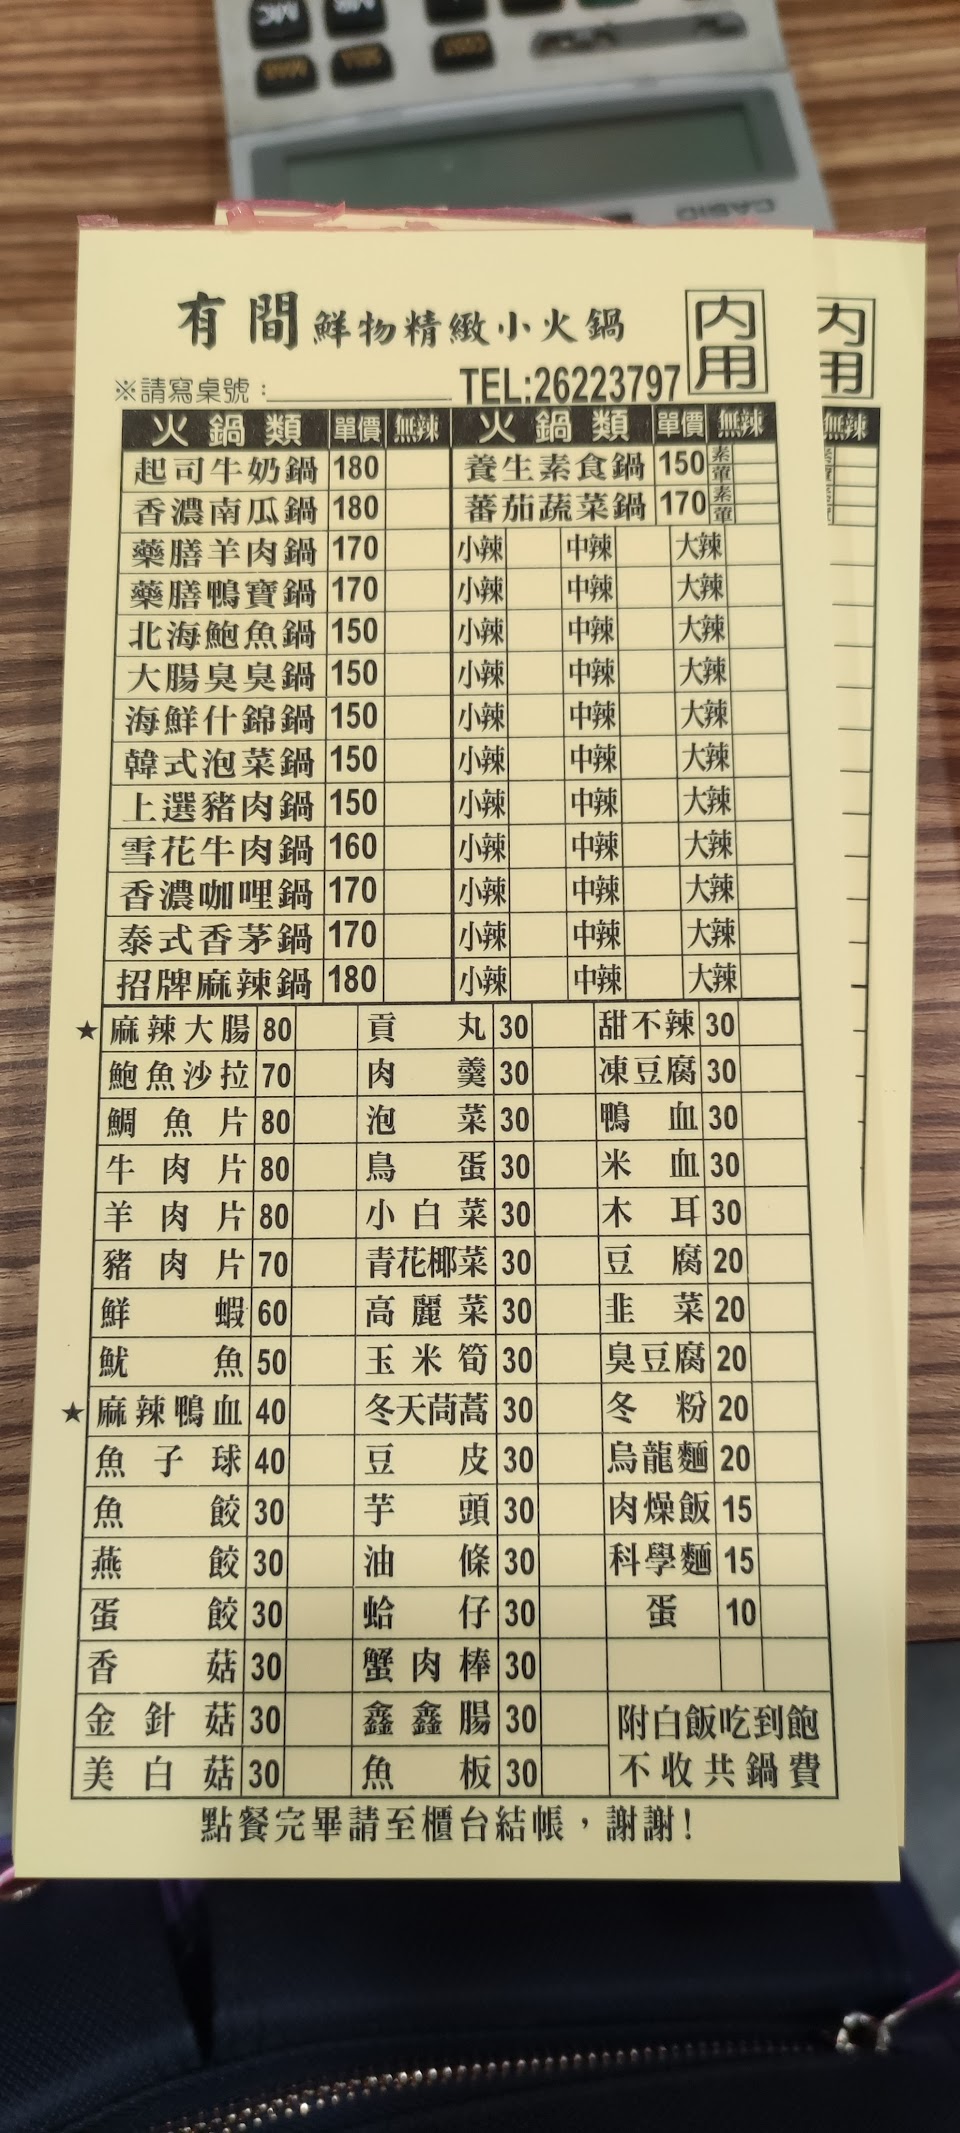 有間 鮮物精緻小火鍋 內用
※請寫桌號：　TEL:26223797
火鍋類 單價 無辣 火鍋類 單價 無辣
起司牛奶鍋 180 養生素食鍋 150 素 葷
香濃南瓜鍋 180 蕃茄蔬菜鍋 170 素 葷
藥膳羊肉鍋 170 小辣 中辣 大辣
藥膳鴨寶鍋 170 小辣 中辣 大辣
北海鮑魚鍋 150 小辣 中辣 大辣
大腸臭臭鍋 150 小辣 中辣 大辣
海鮮什錦鍋 150 小辣 中辣 大辣
韓式泡菜鍋 150 小辣 中辣 大辣
上選豬肉鍋 150 小辣 中辣 大辣
雪花牛肉鍋 160 小辣 中辣 大辣
香濃咖哩鍋 170 小辣 中辣 大辣
泰式香茅鍋 170 小辣 中辣 大辣
招牌麻辣鍋 180 小辣 中辣 大辣
★麻辣大腸 80 貢丸 30 甜不辣 30
鮑魚沙拉 70 肉羹 30 凍豆腐 30
鯛魚片 80 泡菜 30 鴨血 30
牛肉片 80 鳥蛋 30 米血 30
羊肉片 80 小白菜 30 木耳 30
豬肉片 70 青花椰菜 30 豆腐 20
鮮蝦 60 高麗菜 30 韭菜 20
魷魚 50 玉米筍 30 臭豆腐 20
★麻辣鴨血 40 冬天茼蒿 30 冬粉 20
魚子球 40 豆皮 30 烏龍麵 20
魚餃 30 芋頭 30 肉燥飯 15
燕餃 30 油條 30 科學麵 15
蛋餃 30 蛤仔 30 蛋 10
香菇 30 蟹肉棒 30
金針菇 30 鑫鑫腸 30 附白飯吃到飽
美白菇 30 魚板 30 不收共鍋費
點餐完畢請至櫃台結帳，謝謝!
內用
無辣
CASIO